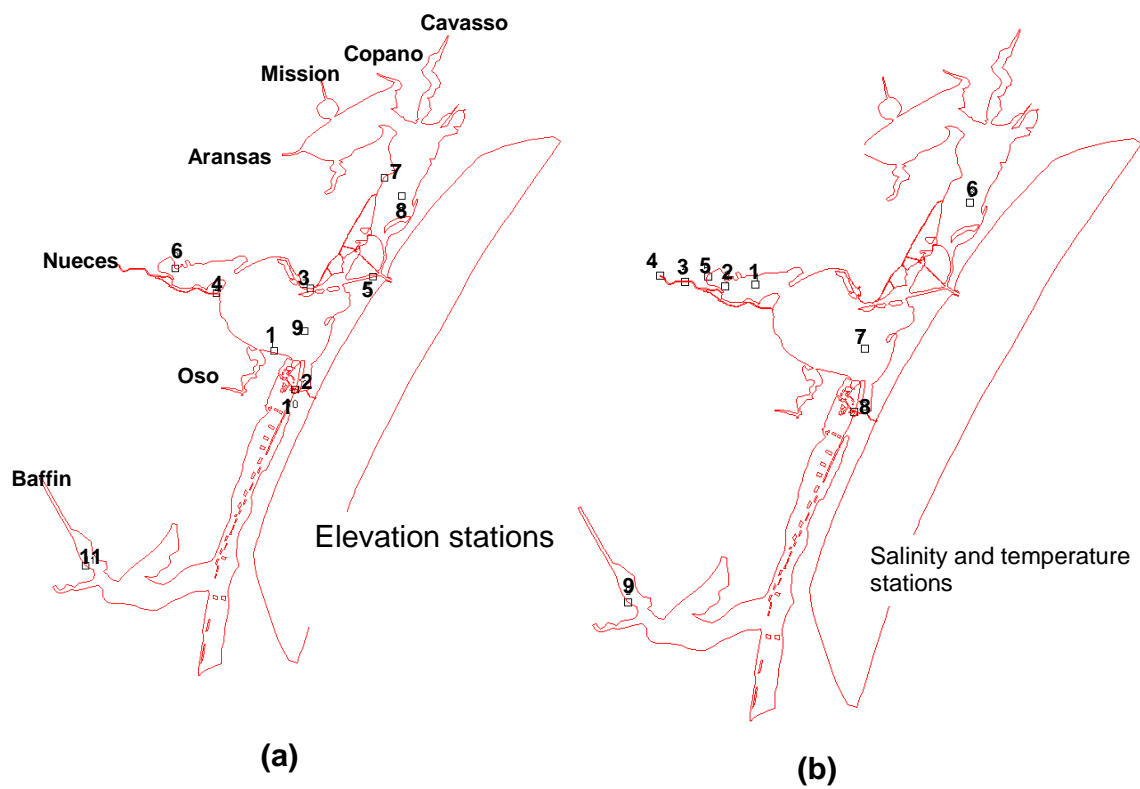 Cavasso
Copano
Mission
Aransas
7
8
6
Nueces
4
3
5
9
1
Oso
2
10
Baffin
11
Elevation stations
(a)
6
4
3
5
2
1
7
8
9
Salinity and temperature
stations
(b)